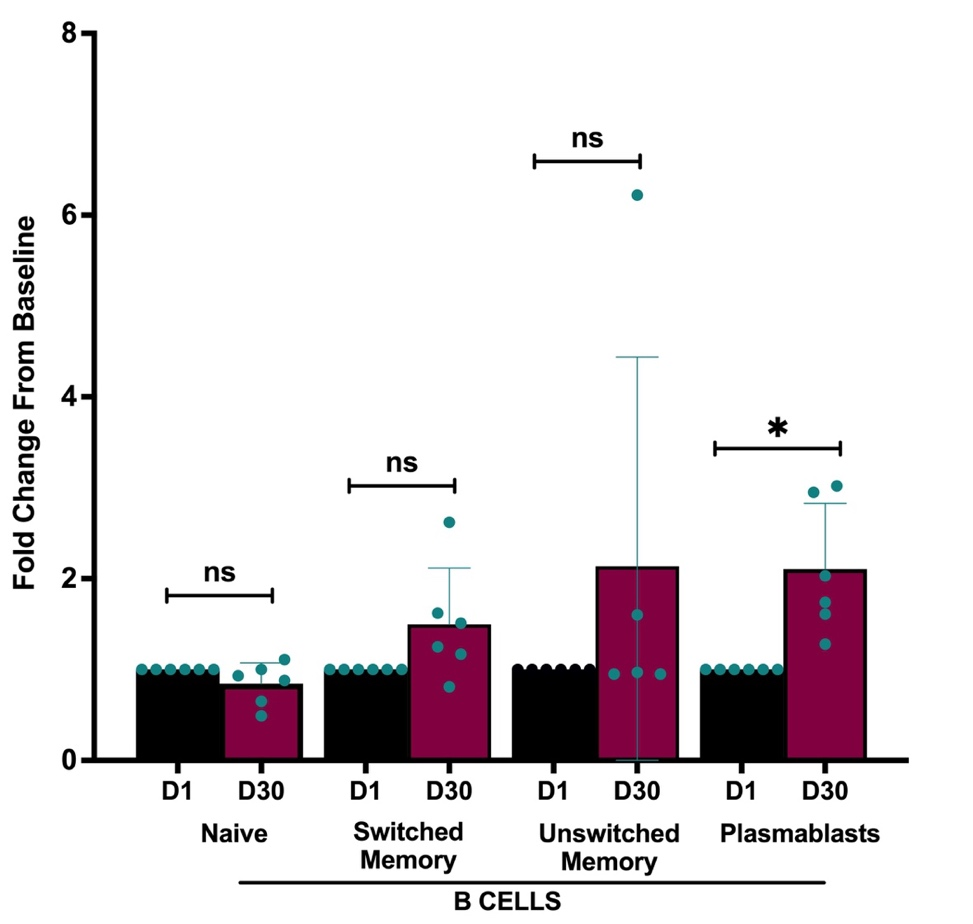 Fold Change From Baseline
8
6
4
2
0
ns
ns
ns
*
D1 D30 D1 D30 D1 D30 D1 D30
Naive Switched Unswitched Plasmablasts
Memory Memory
B CELLS